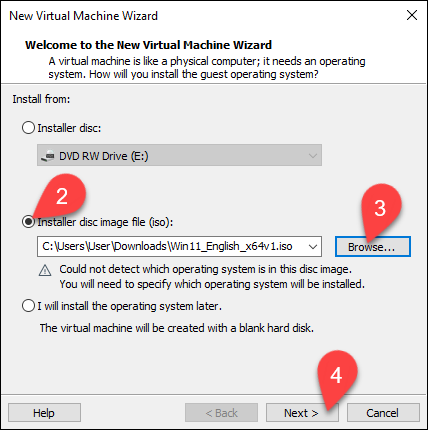 New Virtual Machine Wizard
Welcome to the New Virtual Machine Wizard
A virtual machine is like a physical computer; it needs an operating
system. How will you install the guest operating system?
Install from:
Installer disc:
DVD RW Drive (E:)
2
Installer disc image file (iso):
3
C:\Users\User\Downloads\Win11_English_x64v1.iso
Browse...
Could not detect which operating system is in this disc image.
You will need to specify which operating system will be installed.
I will install the operating system later.
The virtual machine will be created with a blank hard disk.
4
Help
< Back
Next >
Cancel